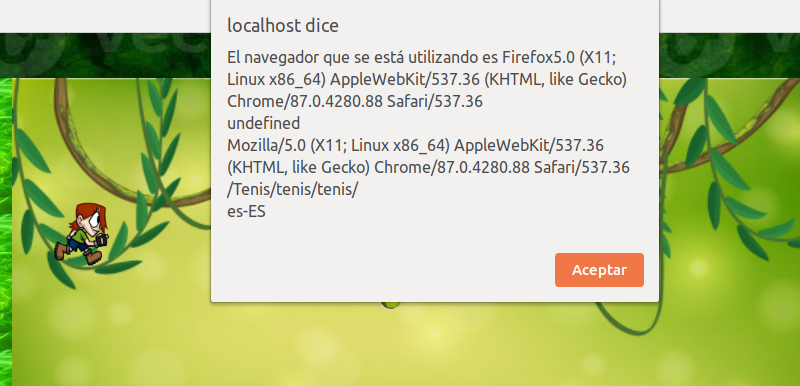 localhost dice
El navegador que se está utilizando es Firefox5.0 (X11;
Linux x86_64) AppleWebKit/537.36 (KHTML, like Gecko)
Chrome/87.0.4280.88 Safari/537.36
undefined
Mozilla/5.0 (X11; Linux x86_64) AppleWebKit/537.36
(KHTML, like Gecko) Chrome/87.0.4280.88 Safari/537.36
/Tenis/tenis/tenis/
es-ES
Aceptar